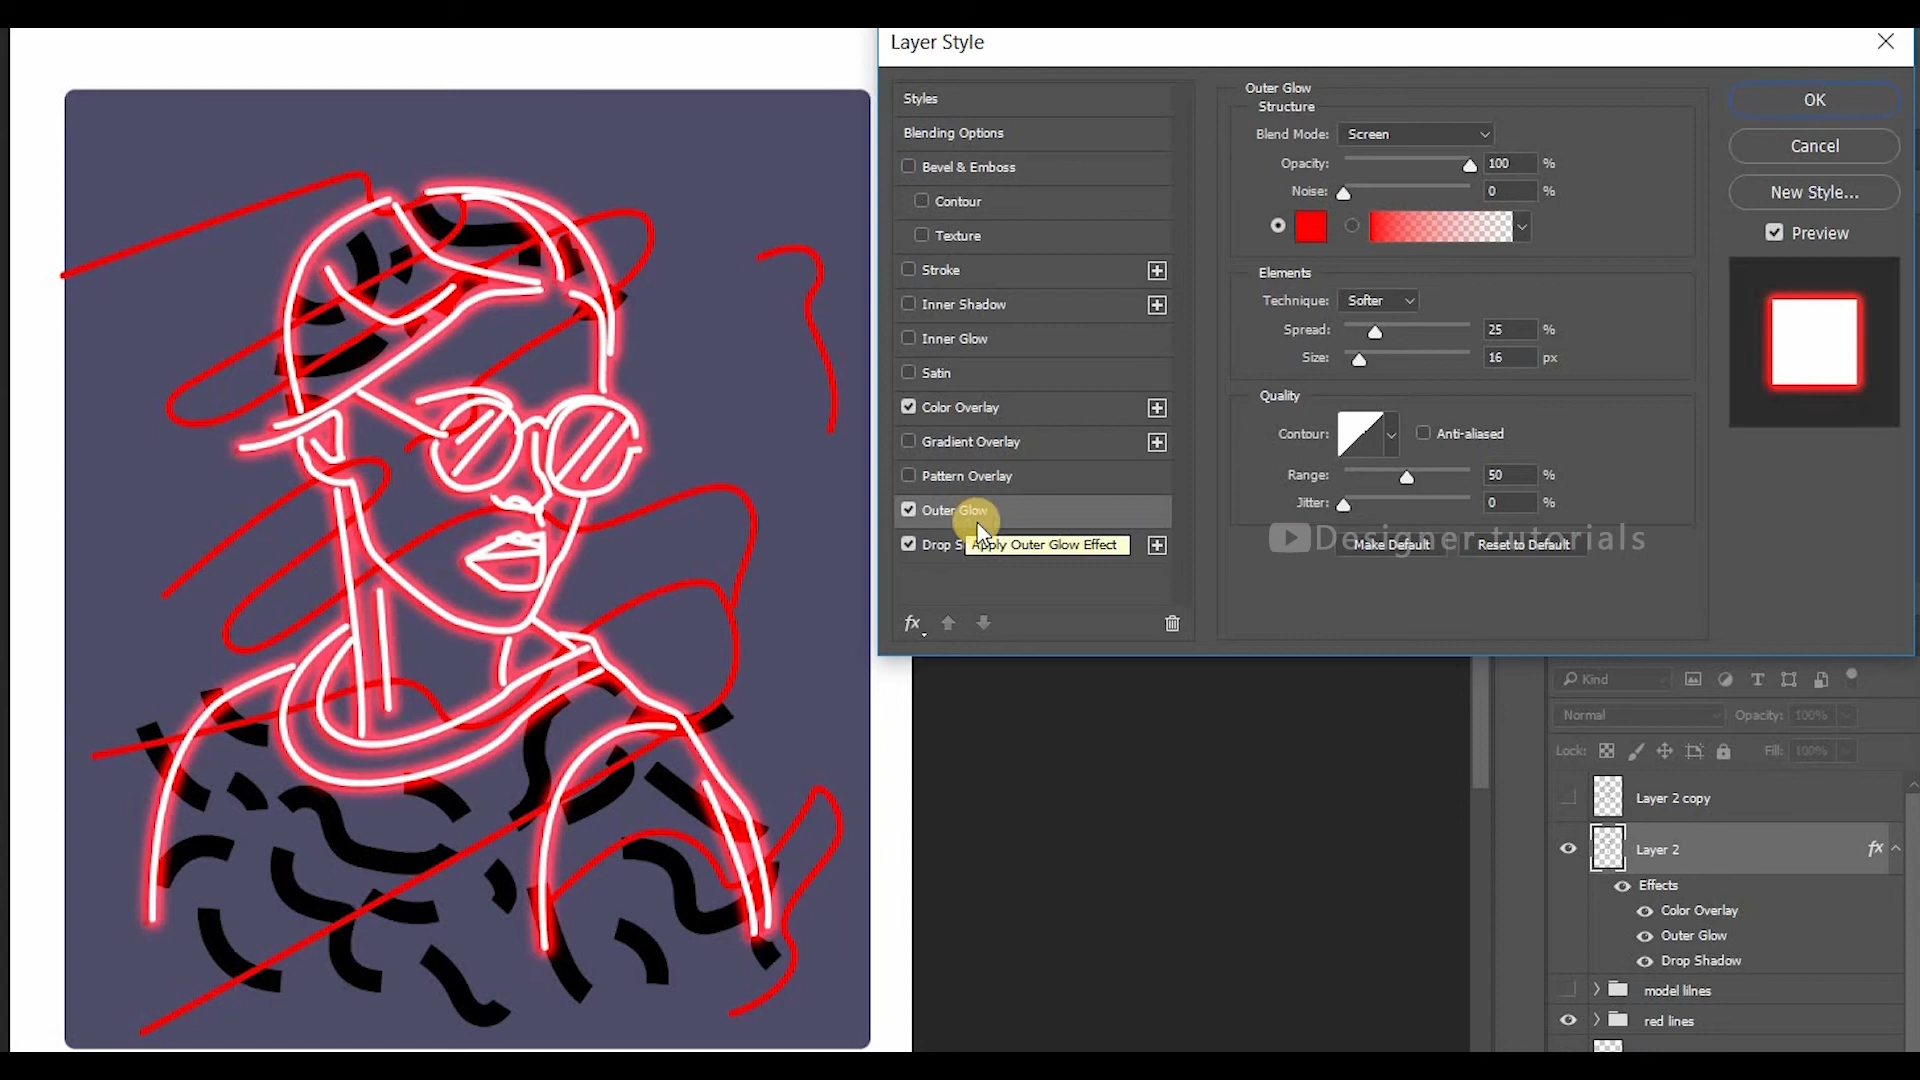 Layer Style
Styles
Blending Options
Bevel & Emboss
Contour
Texture
Stroke
Inner Shadow
Inner Glow
Satin
Color Overlay
Gradient Overlay
Pattern Overlay
Outer Glow
Drop S
Apply Outer Glow Effect
fx
Outer Glow
Structure
Blend Mode: Screen
Opacity: 100 %
Noise: 0 %
Elements
Technique: Softer
Spread: 25 %
Size: 16 px
Quality
Contour: Anti-aliased
Range: 50 %
Jitter: 0 %
Designer tutorials
Make Default Reset to Default
OK
Cancel
New Style...
Preview
Kind
Normal Opacity: 100%
Lock: Fill: 100%
Layer 2 copy
Layer 2 fx
Effects
Color Overlay
Outer Glow
Drop Shadow
model lilnes
red lines